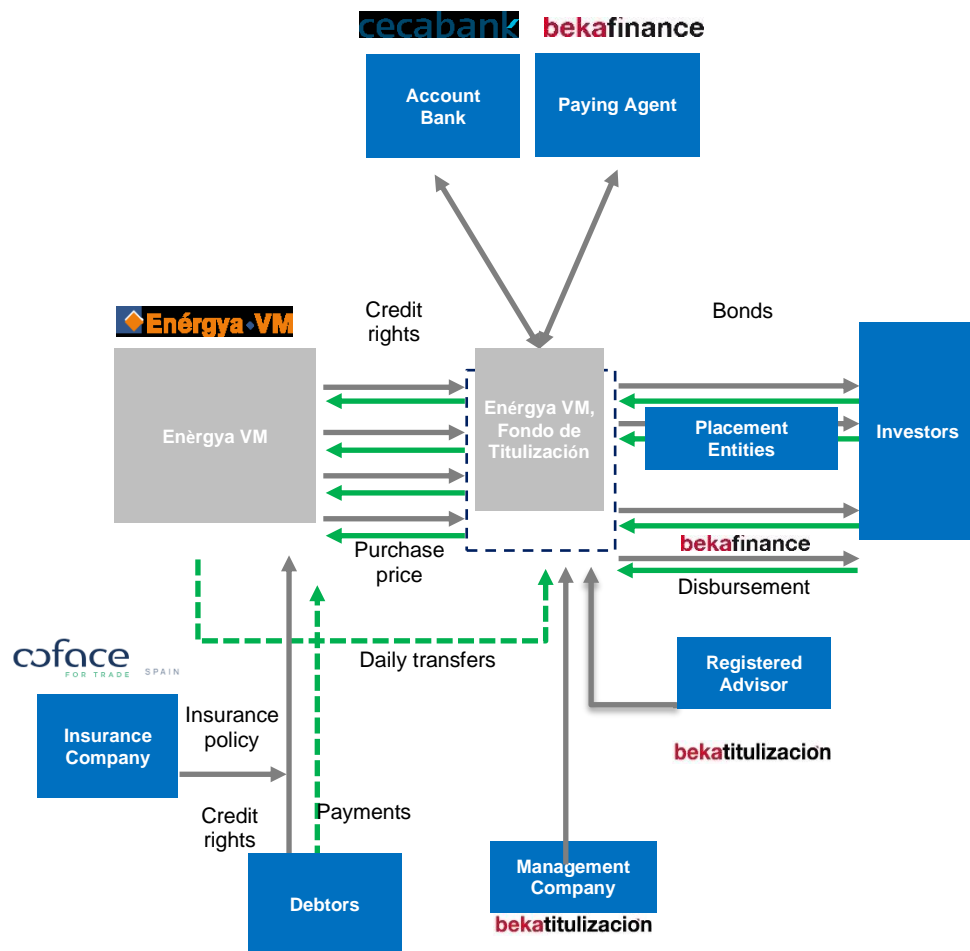 cecabank
bekafinance
Account
Bank
Paying Agent
Enérgya VM
Credit
rights
Bonds
Enèrgya VM
Enérgya VM,
Fondo de
Titulización
Placement
Entities
Investors
Purchase
price
bekafinance
Disbursement
Daily transfers
coface
FOR TRADE
SPAIN
Registered
Advisor
Insurance
Company
Insurance
policy
bekatitulización
Credit
rights
Payments
Debtors
Management
Company
bekatitulización